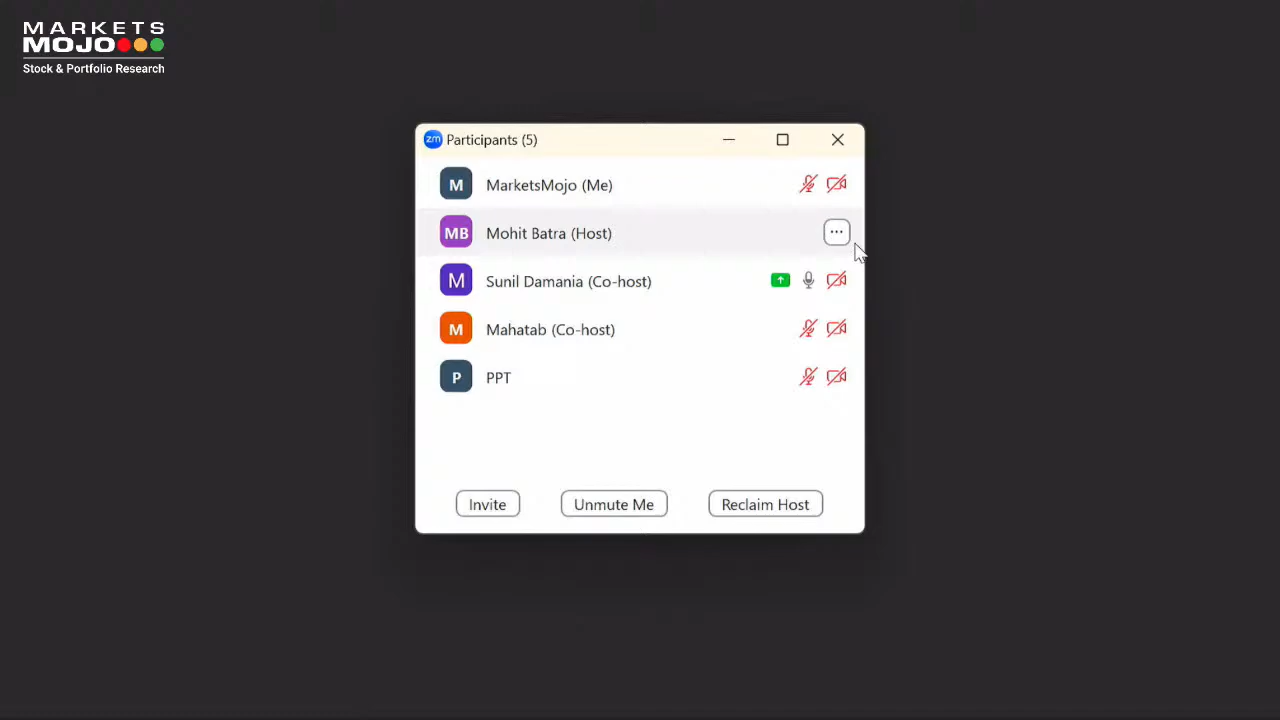 MARKETS
MOJO
Stock & Portfolio Research
zm Participants (5)
M MarketsMojo (Me)
MB Mohit Batra (Host)
M Sunil Damania (Co-host)
M Mahatab (Co-host)
P PPT
Invite Unmute Me Reclaim Host